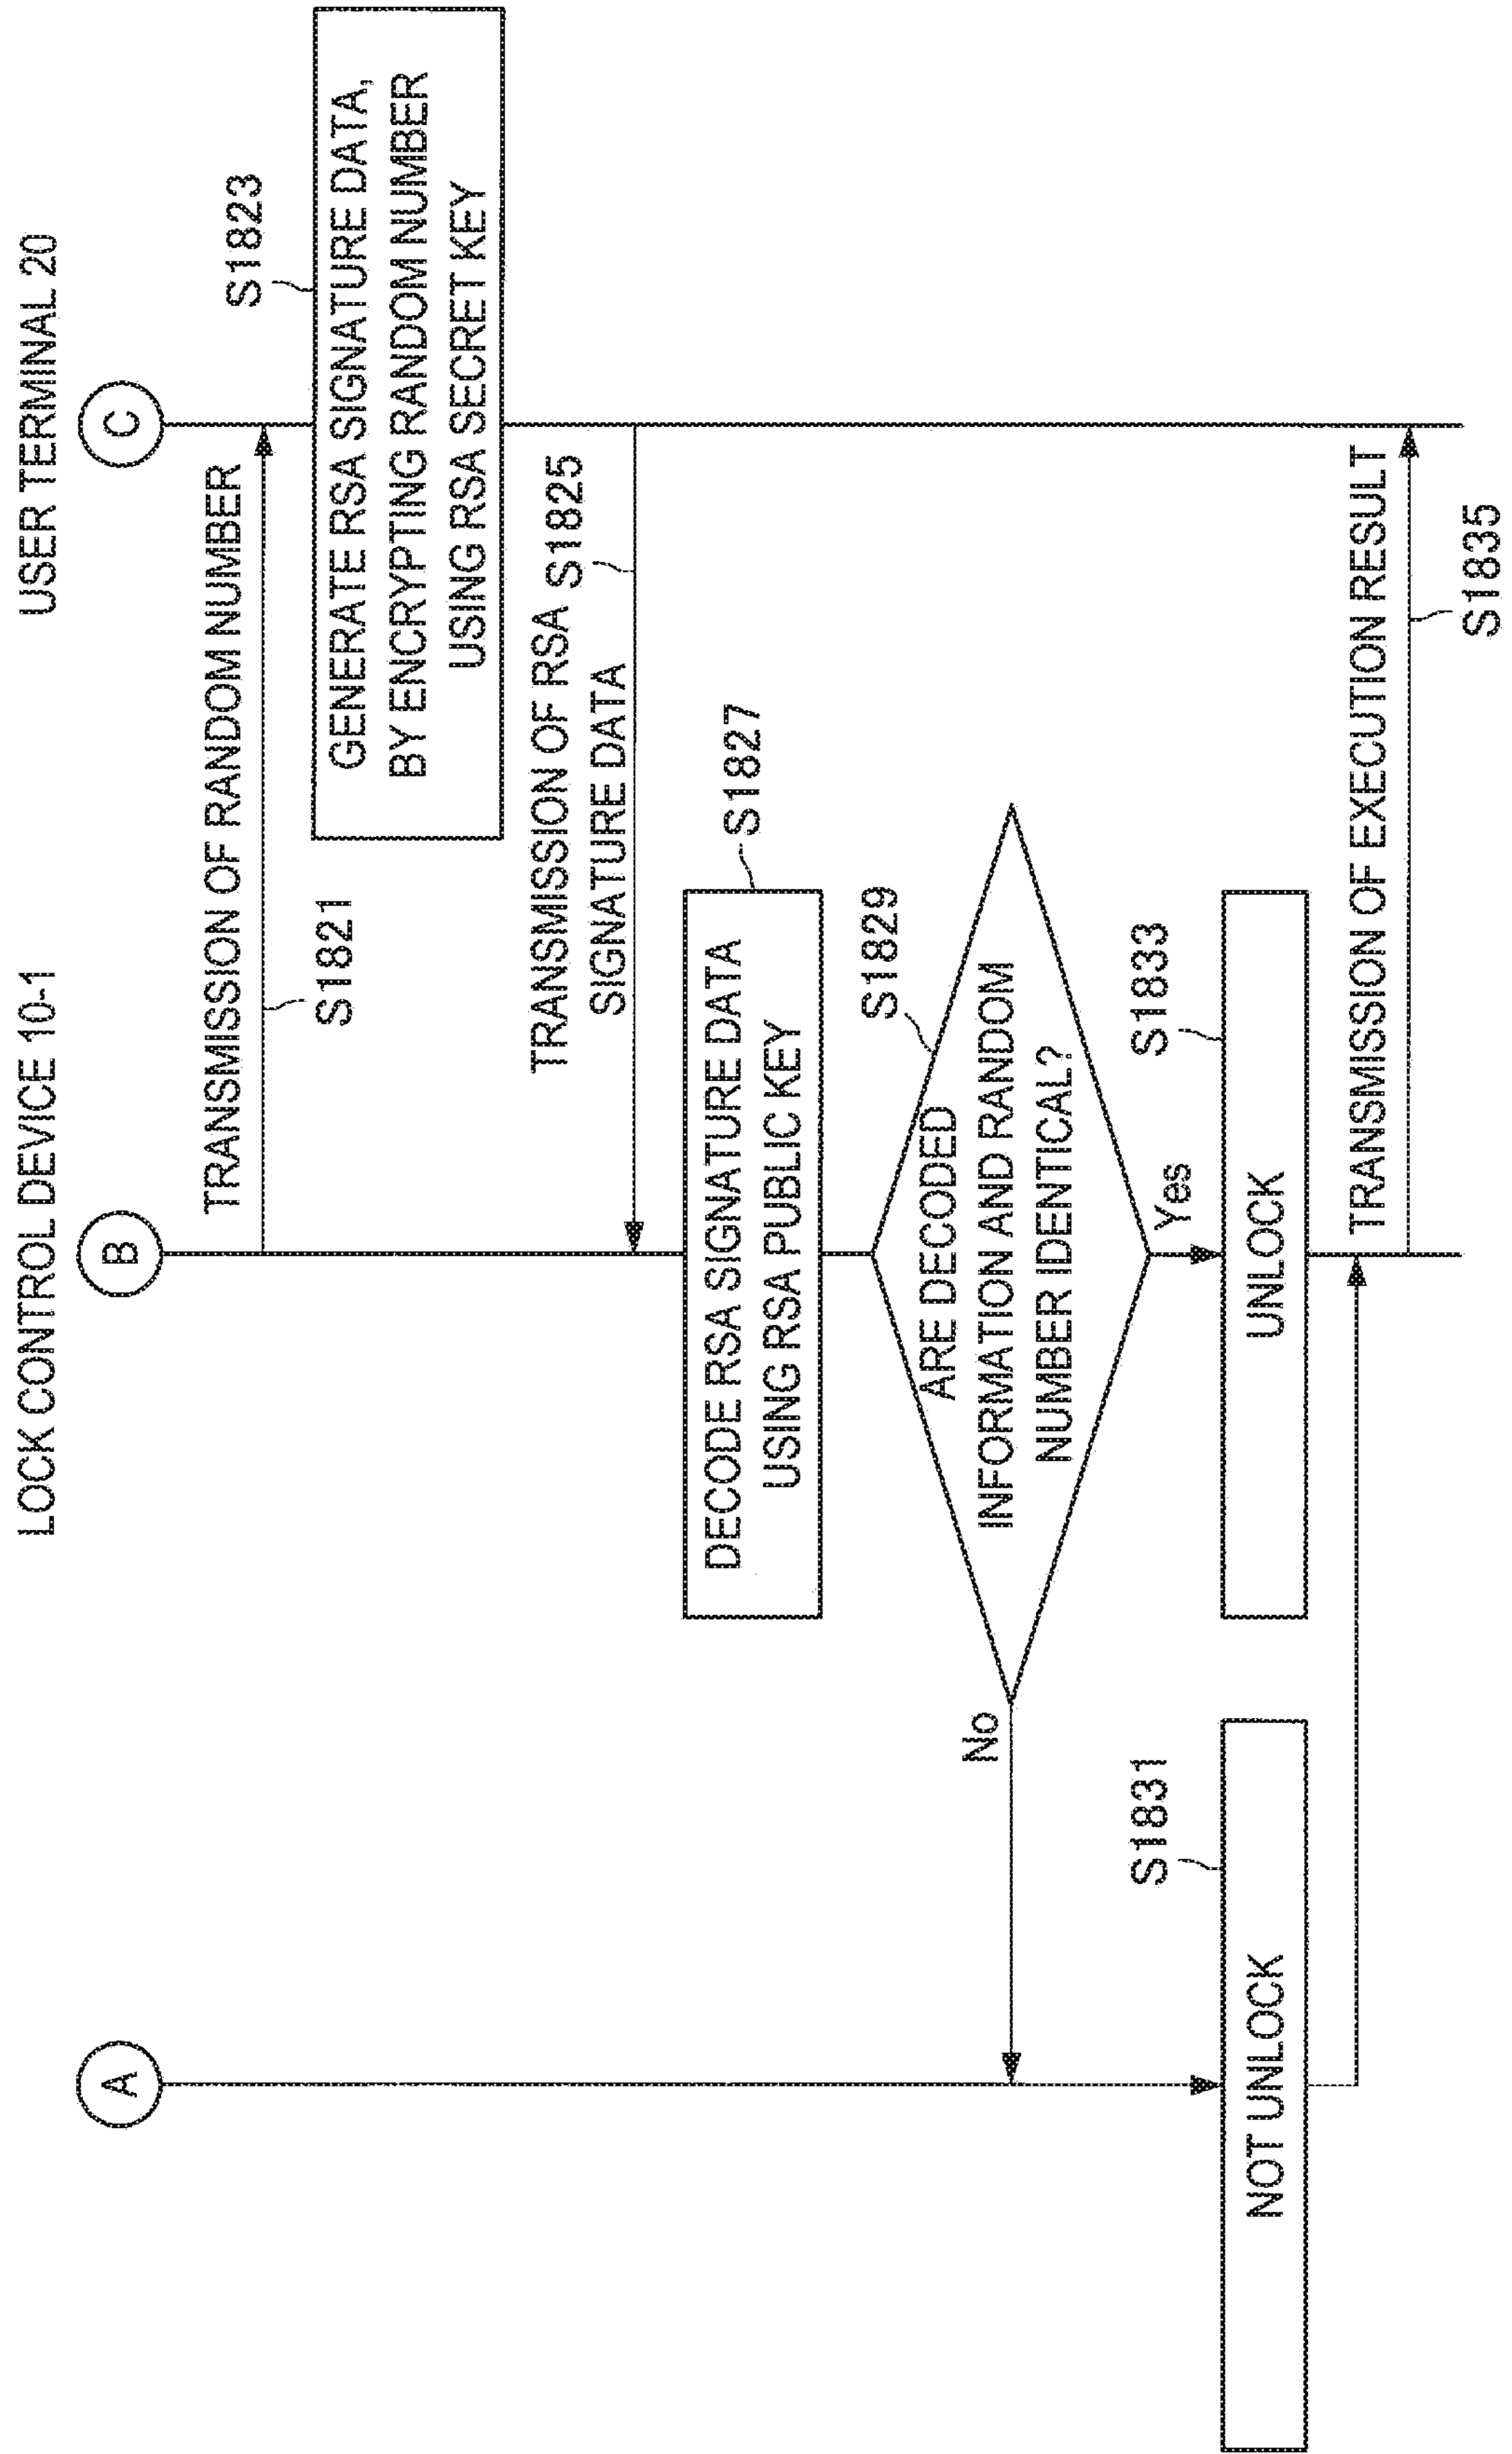 LOCK CONTROL DEVICE 10-1
USER TERMINAL 20
A
B
C
TRANSMISSION OF RANDOM NUMBER
S1821
S1823
GENERATE RSA SIGNATURE DATA,
BY ENCRYPTING RANDOM NUMBER
USING RSA SECRET KEY
TRANSMISSION OF RSA
SIGNATURE DATA
S1825
S1827
DECODE RSA SIGNATURE DATA
USING RSA PUBLIC KEY
S1829
ARE DECODED
INFORMATION AND RANDOM
NUMBER IDENTICAL?
No
Yes
S1831
NOT UNLOCK
S1833
UNLOCK
TRANSMISSION OF EXECUTION RESULT
S1835